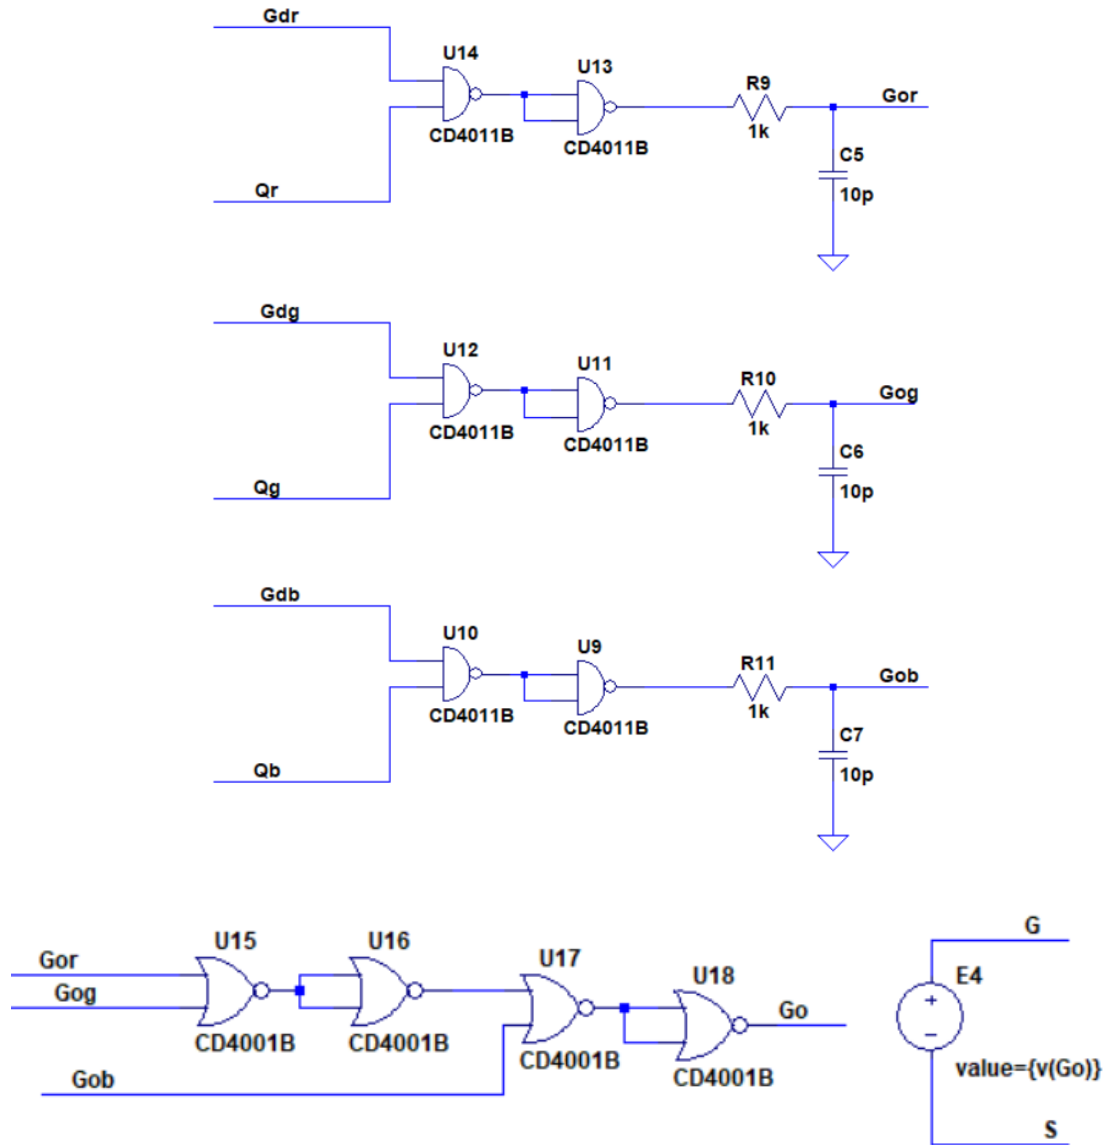 Gdr
U14
U13
R9
Gor
CD4011B
CD4011B
1k
C5
Qr
10p
Gdg
U12
U11
R10
Gog
CD4011B
CD4011B
1k
C6
Qg
10p
Gdb
U10
U9
R11
Gob
CD4011B
CD4011B
1k
C7
Qb
10p
U15
U16
U17
U18
G
Gor
Gog
Go
E4
CD4001B
CD4001B
CD4001B
CD4001B
Gob
+
−
value={v(Go)}
S